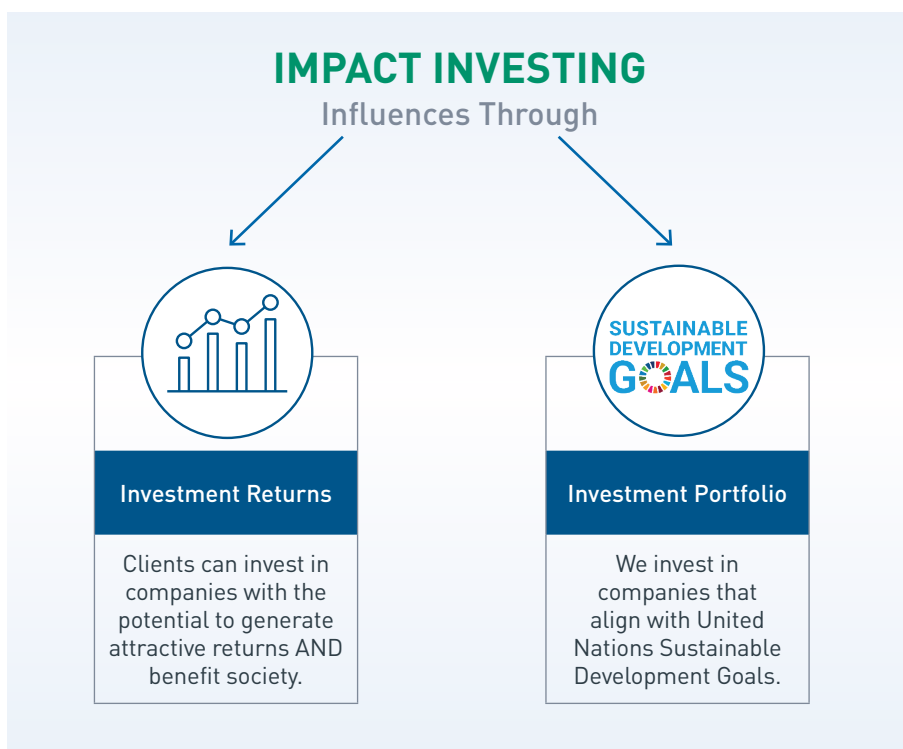 IMPACT INVESTING
Influences Through
Investment Returns
Clients can invest in
companies with the
potential to generate
attractive returns AND
benefit society.
SUSTAINABLE
DEVELOPMENT
GOALS
Investment Portfolio
We invest in
companies that
align with United
Nations Sustainable
Development Goals.